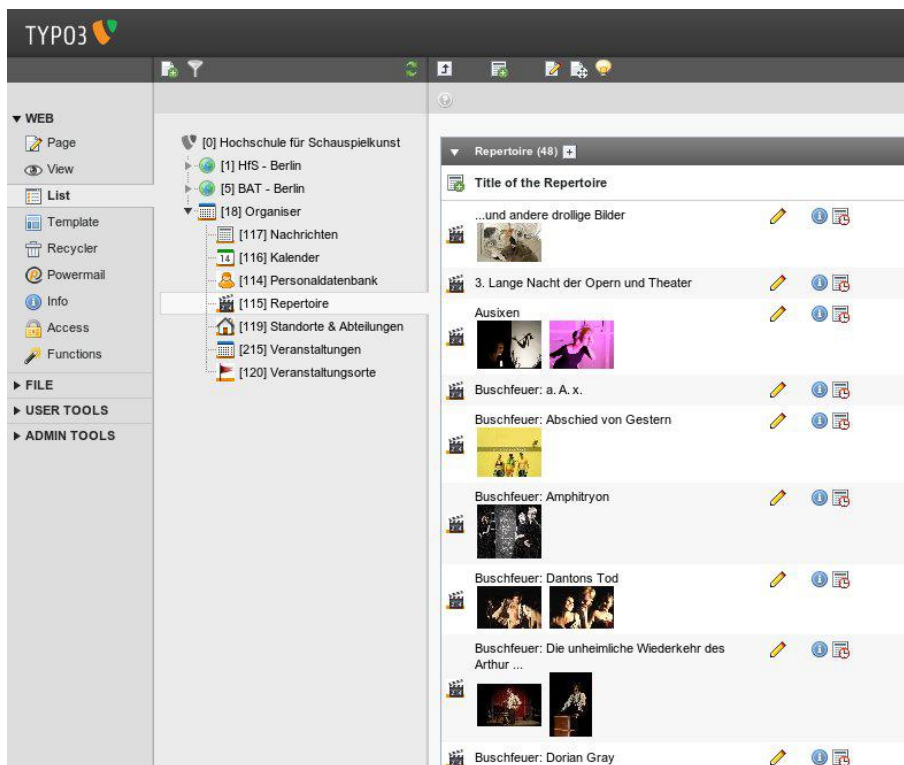 TYPO3
WEB
Page
View
List
Template
Recycler
Powermail
Info
Access
Functions
FILE
USER TOOLS
ADMIN TOOLS
[0] Hochschule für Schauspielkunst
[1] HfS - Berlin
[5] BAT - Berlin
[18] Organiser
[117] Nachrichten
14 [116] Kalender
[114] Personaldatenbank
[115] Repertoire
[119] Standorte & Abteilungen
[215] Veranstaltungen
[120] Veranstaltungsorte
Repertoire (48)
Title of the Repertoire
...und andere drollige Bilder
3. Lange Nacht der Opern und Theater
Ausixen
Buschfeuer: a. A. x.
Buschfeuer: Abschied von Gestern
Buschfeuer: Amphitryon
Buschfeuer: Dantons Tod
Buschfeuer: Die unheimliche Wiederkehr des
Arthur ...
Buschfeuer: Dorian Gray